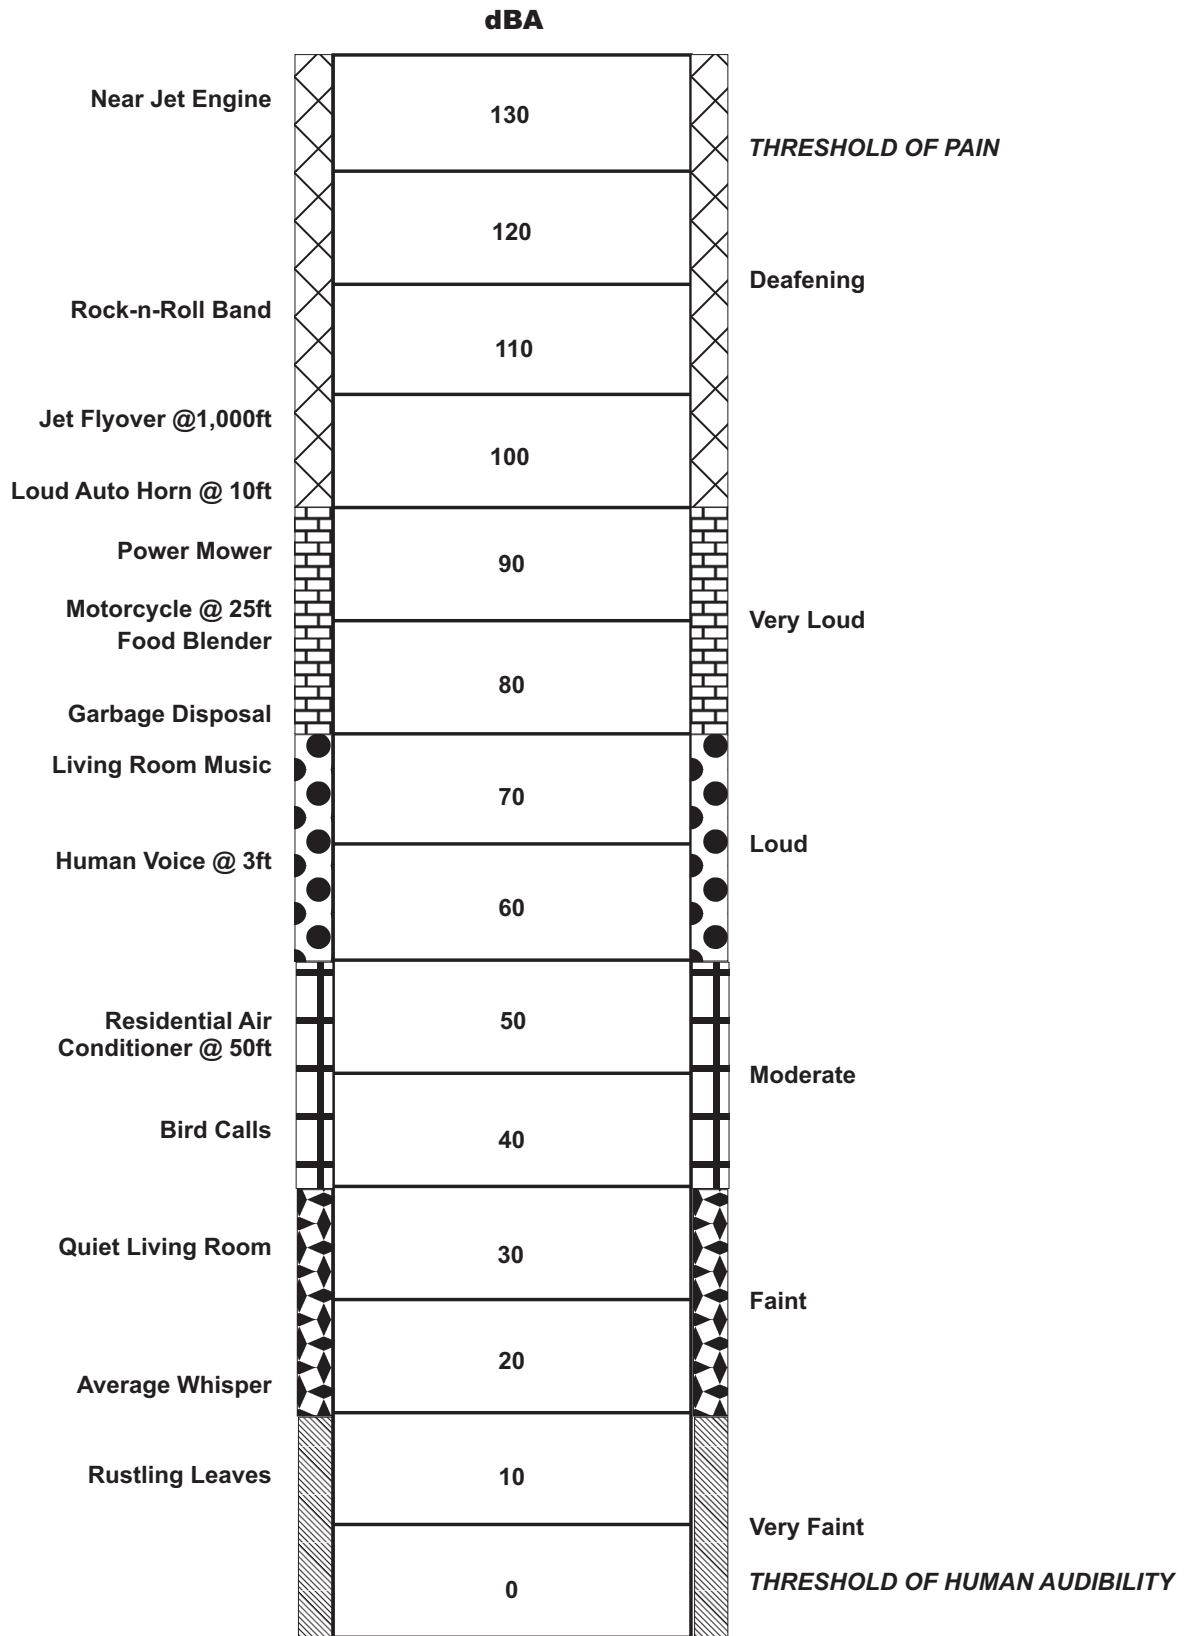 dBA
Near Jet Engine
130
THRESHOLD OF PAIN
120
Deafening
Rock-n-Roll Band
110
Jet Flyover @1,000ft
100
Loud Auto Horn @ 10ft
Power Mower
90
Motorcycle @ 25ft
Very Loud
Food Blender
80
Garbage Disposal
Living Room Music
70
Loud
Human Voice @ 3ft
60
Residential Air
50
Conditioner @ 50ft
Moderate
Bird Calls
40
Quiet Living Room
30
Faint
20
Average Whisper
Rustling Leaves
10
Very Faint
THRESHOLD OF HUMAN AUDIBILITY
0